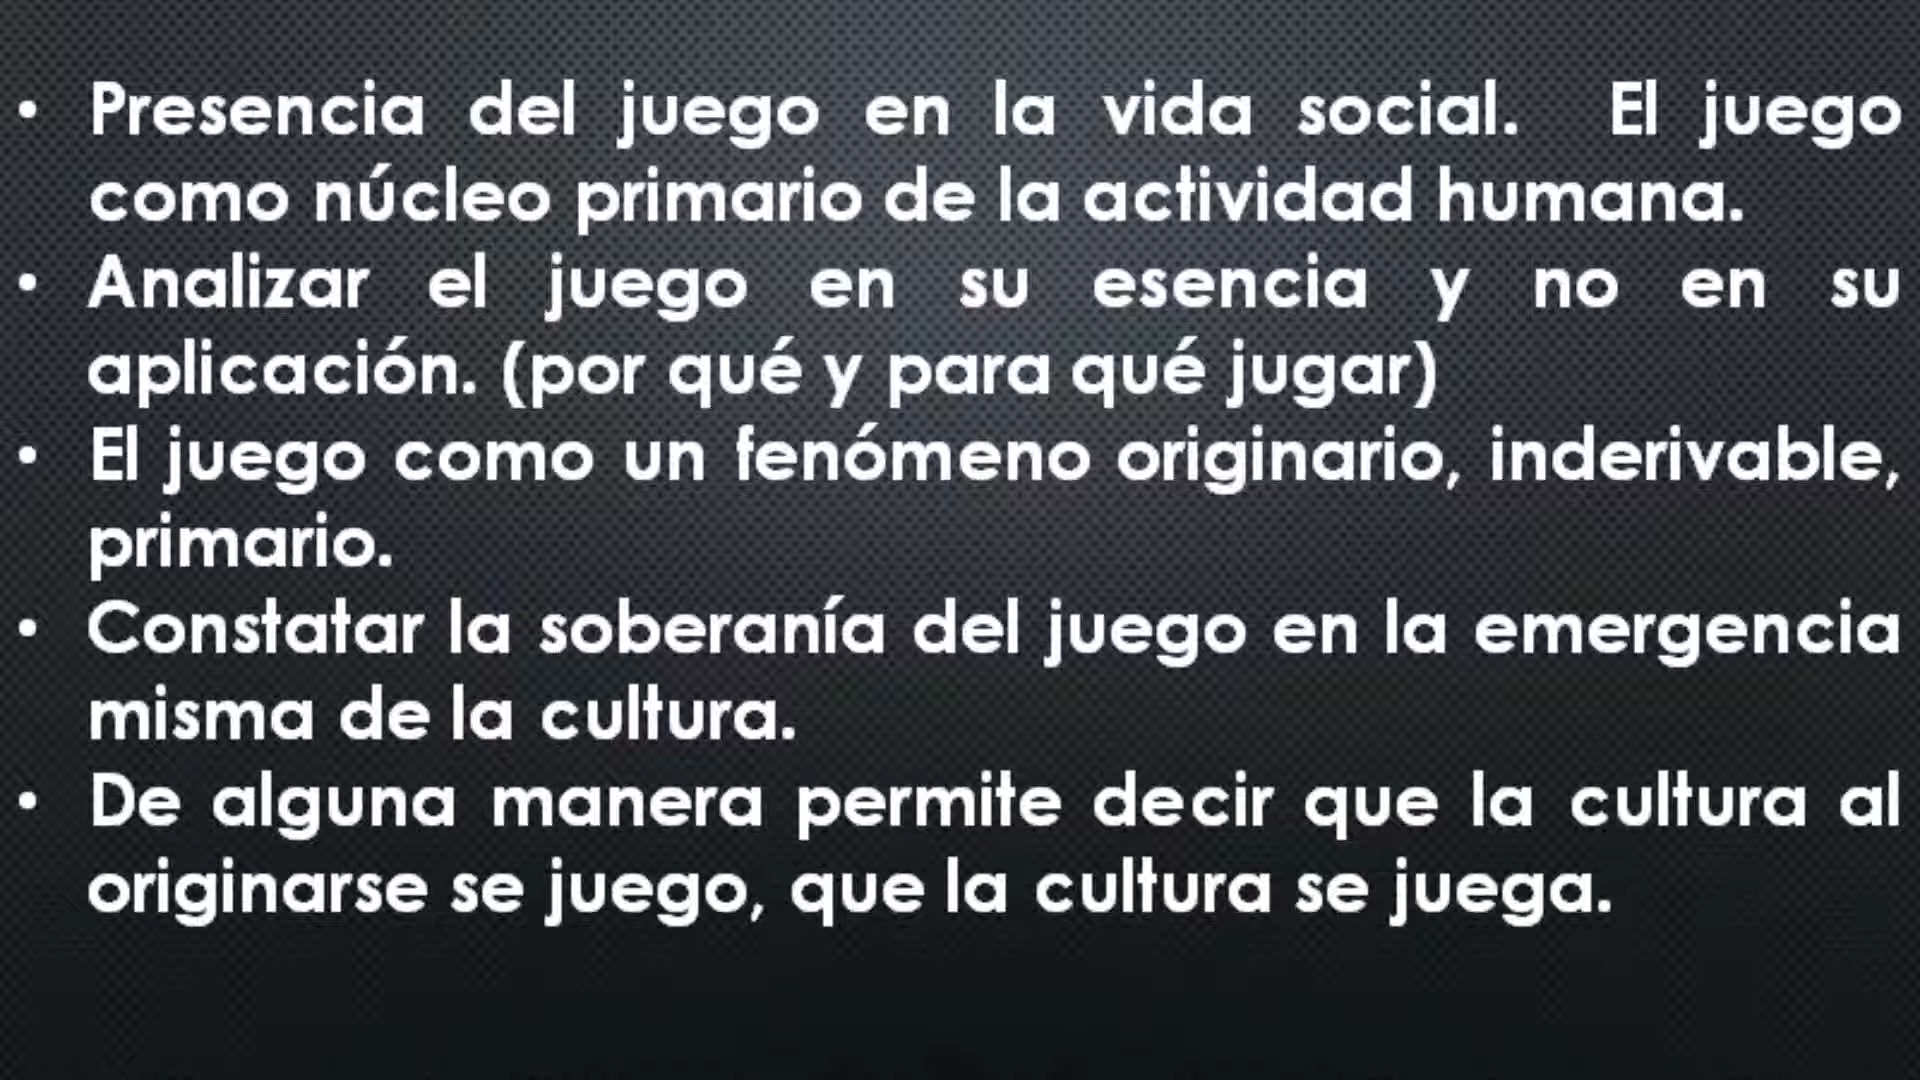 • Presencia del juego en la vida social. El juego
como núcleo primario de la actividad humana.
• Analizar el juego en su esencia y no en su
aplicación. (por qué y para qué jugar)
• El juego como un fenómeno originario, inderivable,
primario.
• Constatar la soberanía del juego en la emergencia
misma de la cultura.
• De alguna manera permite decir que la cultura al
originarse se juego, que la cultura se juega.